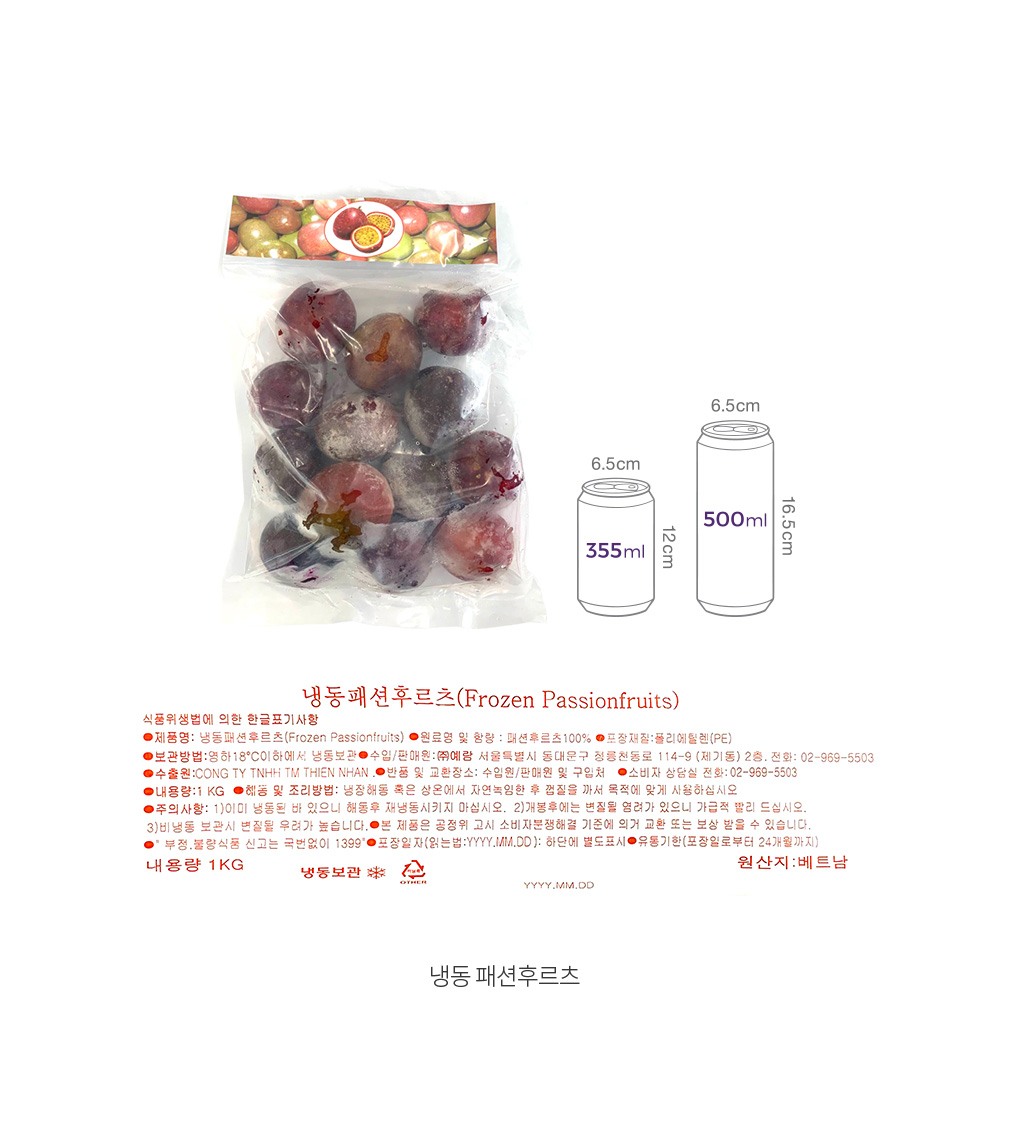 6.5cm
6.5cm
355ml
12cm
500ml
16.5cm
냉동패션후르츠(Frozen Passionfruits)
식품위생법에 의한 한글표기사항
●제품명: 냉동패션후르츠(Frozen Passionfruits) ●원료명 및 함량 : 패션후르츠100% ●포장재질:폴리에틸렌(PE)
●보관방법:영하18°C이하에서 냉동보관●수입/판매원:㈜예랑 서울특별시 동대문구 정릉천동로 114-9 (제기동) 2층. 전화: 02-969-5503
●수출원:CONG TY TNHH TM THIEN NHAN .●반품 및 교환장소: 수입원/판매원 및 구입처 ●소비자 상담실 전화:02-969-5503
●내용량:1 KG ●해동 및 조리방법: 냉장해동 혹은 상온에서 자연녹임한 후 껍질을 까서 목적에 맞게 사용하십시오
●주의사항: 1)이미 냉동된 바 있으니 해동후 재냉동시키지 마십시오. 2)개봉후에는 변질될 염려가 있으니 가급적 빨리 드십시오.
3)비냉동 보관시 변질될 우려가 높습니다.●본 제품은 공정위 고시 소비자분쟁해결 기준에 의거 교환 또는 보상 받을 수 있습니다.
●" 부정.불량식품 신고는 국번없이 1399"●포장일자(읽는법:YYYY.MM.DD ): 하단에 별도표시●유통기한(포장일로부터 24개월까지)
내용량 1KG
냉동보관
OTHER
YYYY.MM.DD
원산지:베트남
냉동 패션후르츠